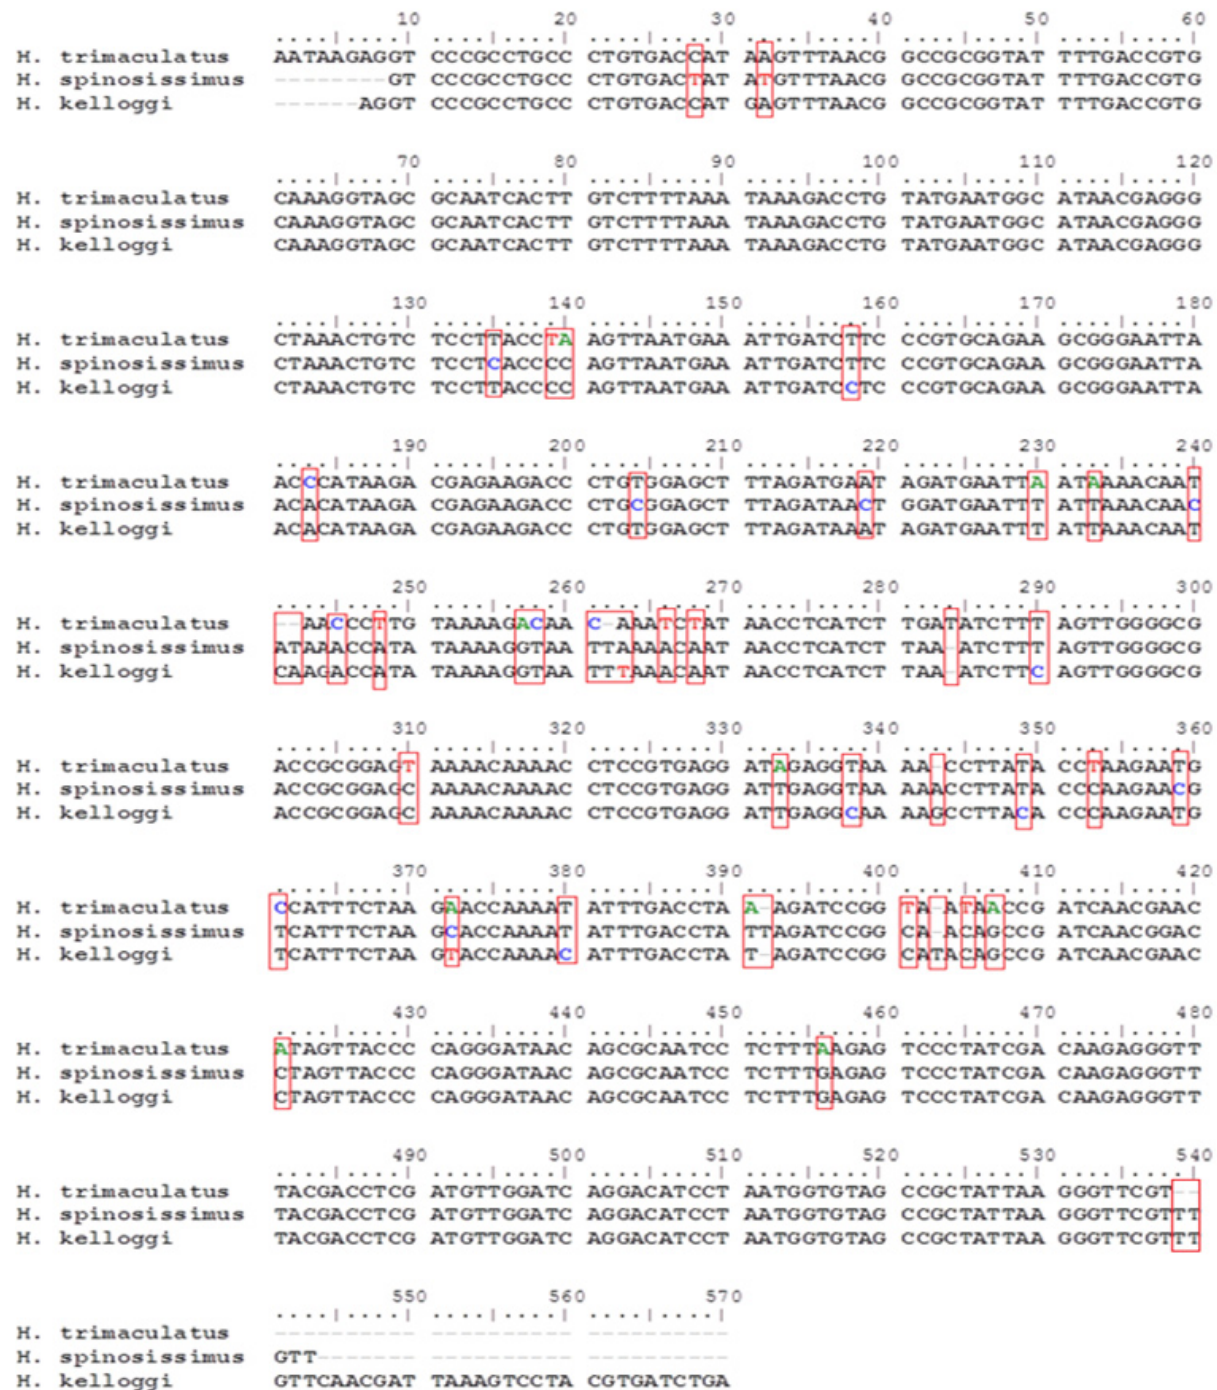 10 20 30 40 50 60
H. trimaculatus AATAAGAGGT CCCGCCTGCC CTGTGACCAT AAGTTTAACG GCCGCGGTAT TTTGACCGTG
H. spinosissimus --------GT CCCGCCTGCC CTGTGACTAT ATGTTTAACG GCCGCGGTAT TTTGACCGTG
H. kelloggi ------AGGT CCCGCCTGCC CTGTGACCAT GAGTTTAACG GCCGCGGTAT TTTGACCGTG
70 80 90 100 110 120
H. trimaculatus CAAAGGTAGC GCAATCACTT GTCTTTTAAA TAAAGACCTG TATGAATGGC ATAACGAGGG
H. spinosissimus CAAAGGTAGC GCAATCACTT GTCTTTTAAA TAAAGACCTG TATGAATGGC ATAACGAGGG
H. kelloggi CAAAGGTAGC GCAATCACTT GTCTTTTAAA TAAAGACCTG TATGAATGGC ATAACGAGGG
130 140 150 160 170 180
H. trimaculatus CTAAACTGTC TCCTTACCTA AGTTAATGAA ATTGATCTTC CCGTGCAGAA GCGGGAATTA
H. spinosissimus CTAAACTGTC TCCTCACCCC AGTTAATGAA ATTGATCTTC CCGTGCAGAA GCGGGAATTA
H. kelloggi CTAAACTGTC TCCTTACCCC AGTTAATGAA ATTGATCCTC CCGTGCAGAA GCGGGAATTA
190 200 210 220 230 240
H. trimaculatus ACCCATAAGA CGAGAAGACC CTGTGGAGCT TTAGATGAAT AGATGAATTA ATAAAACAAT
H. spinosissimus ACACATAAGA CGAGAAGACC CTGCGGAGCT TTAGATAACT GGATGAATTT ATTAAACAAC
H. kelloggi ACACATAAGA CGAGAAGACC CTGTGGAGCT TTAGATAAAT AGATGAATTT ATTAAACAAT
250 260 270 280 290 300
H. trimaculatus --AACCCTTG TAAAAGACAA C-AAATCTAT AACCTCATCT TGATATCTTT AGTTGGGGCG
H. spinosissimus ATAAACCATA TAAAAGGTAA TTAAAACAAT AACCTCATCT TAA-ATCTTT AGTTGGGGCG
H. kelloggi CAAGACCATA TAAAAGGTAA TTTAAACAAT AACCTCATCT TAA-ATCTTC AGTTGGGGCG
310 320 330 340 350 360
H. trimaculatus ACCGCGGAGT AAAACAAAAC CTCCGTGAGG ATAGAGGTAA AA-CCTTATA CCTAAGAATG
H. spinosissimus ACCGCGGAGC AAAACAAAAC CTCCGTGAGG ATTGAGGTAA AAACCTTATA CCCAAGAACG
H. kelloggi ACCGCGGAGC AAAACAAAAC CTCCGTGAGG ATTGAGGCAA AAGCCTTACA CCCAAGAATG
370 380 390 400 410 420
H. trimaculatus CCATTTCTAA GAACCAAAAT ATTTGACCTA A-AGATCCGG TA-ATAACCG ATCAACGAAC
H. spinosissimus TCATTTCTAA GCACCAAAAT ATTTGACCTA TTAGATCCGG CA-ACAGCCG ATCAACGGAC
H. kelloggi TCATTTCTAA GTACCAAAAC ATTTGACCTA T-AGATCCGG CATACAGCCG ATCAACGAAC
430 440 450 460 470 480
H. trimaculatus ATAGTTACCC CAGGGATAAC AGCGCAATCC TCTTTAAGAG TCCCTATCGA CAAGAGGGTT
H. spinosissimus CTAGTTACCC CAGGGATAAC AGCGCAATCC TCTTTGAGAG TCCCTATCGA CAAGAGGGTT
H. kelloggi CTAGTTACCC CAGGGATAAC AGCGCAATCC TCTTTGAGAG TCCCTATCGA CAAGAGGGTT
490 500 510 520 530 540
H. trimaculatus TACGACCTCG ATGTTGGATC AGGACATCCT AATGGTGTAG CCGCTATTAA GGGTTCGT--
H. spinosissimus TACGACCTCG ATGTTGGATC AGGACATCCT AATGGTGTAG CCGCTATTAA GGGTTCGTTT
H. kelloggi TACGACCTCG ATGTTGGATC AGGACATCCT AATGGTGTAG CCGCTATTAA GGGTTCGTTT
550 560 570
H. trimaculatus ---------- ---------- ----------
H. spinosissimus GTT------- ---------- ----------
H. kelloggi GTTCAACGAT TAAAGTCCTA CGTGATCTGA